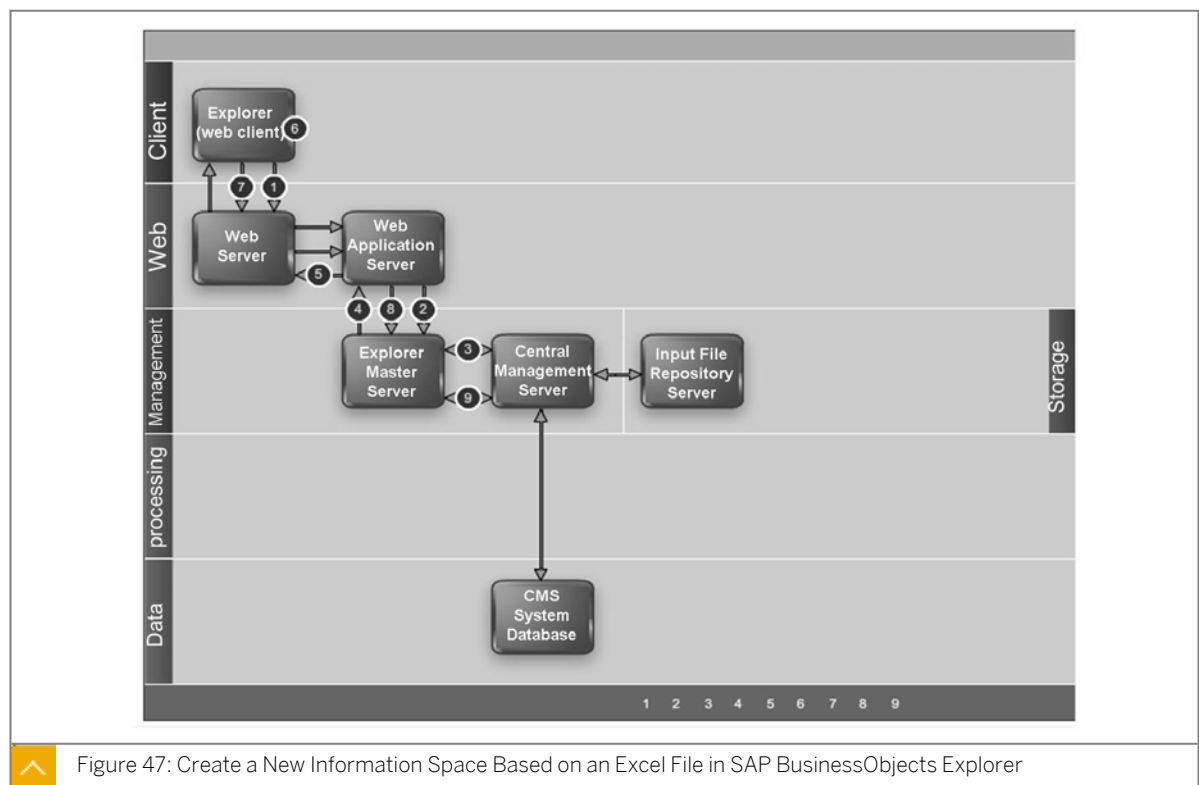 Client
Explorer
(web client)
6
7
1
Web
Web
Server
Web
Application
Server
5
4
8
2
Management
Explorer
Master
Server
3
9
Central
Management
Server
Input File
Repository
Server
Storage
processing
Data
CMS
System
Database
1 2 3 4 5 6 7 8 9
Figure 47: Create a New Information Space Based on an Excel File in SAP BusinessObjects Explorer